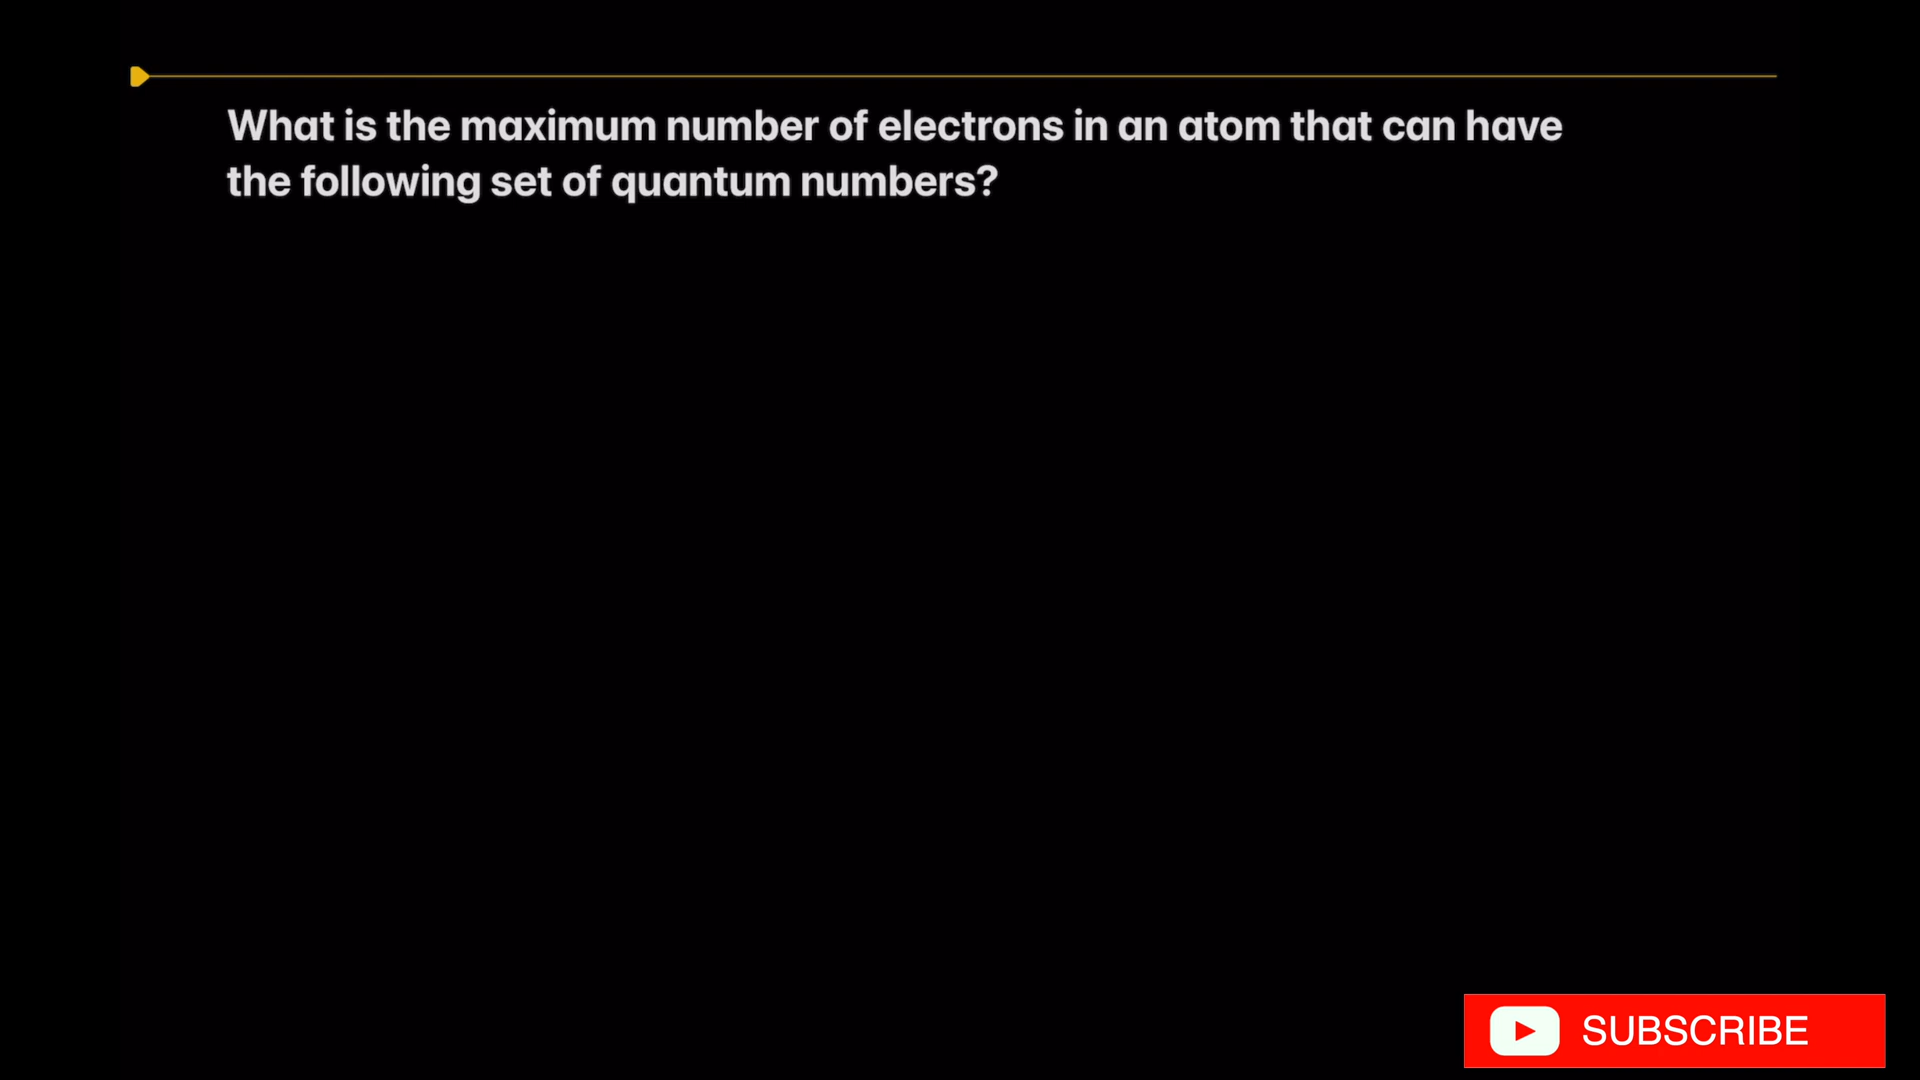 What is the maximum number of electrons in an atom that can have
the following set of quantum numbers?
SUBSCRIBE